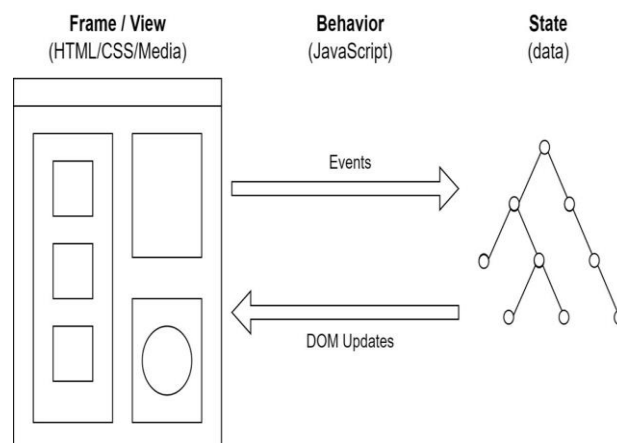 Frame / View
(HTML/CSS/Media)
Behavior
(JavaScript)
State
(data)
Events
DOM Updates